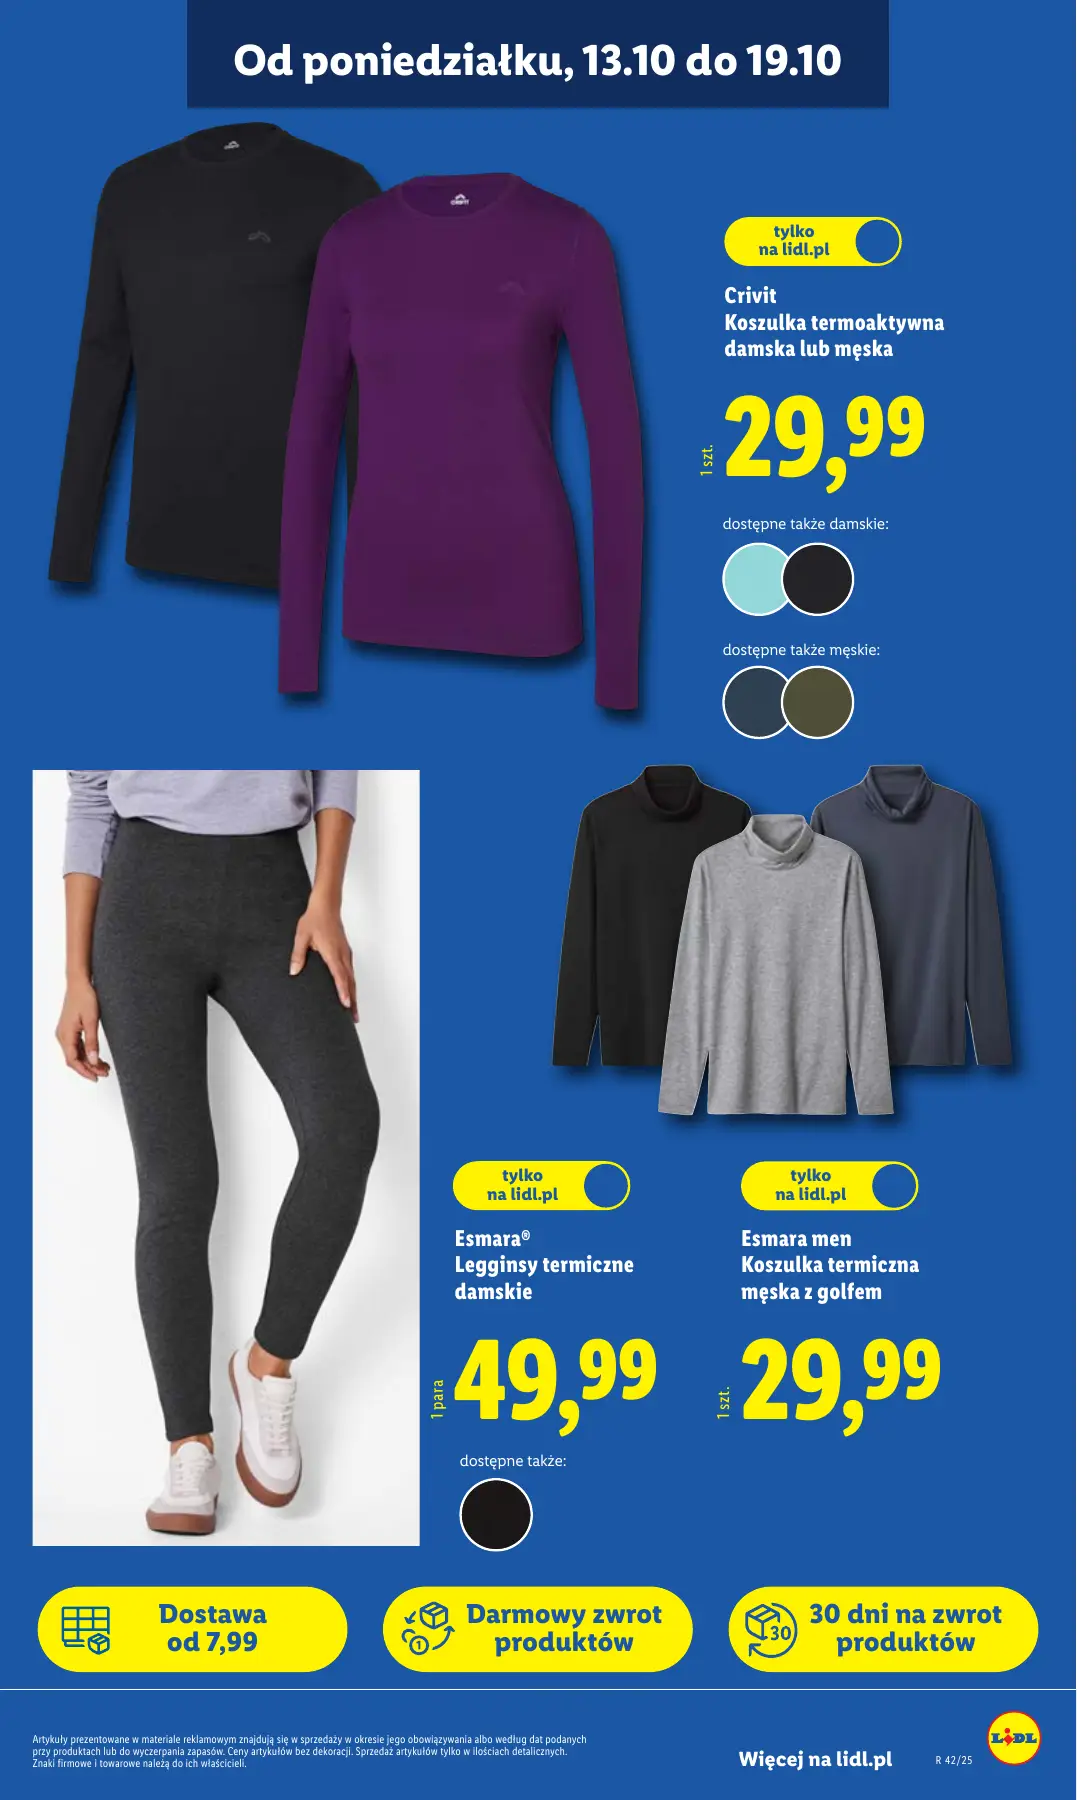 Od poniedziałku, 13.10 do 19.10
CRIVIT
tylko
na lidl.pl
Crivit
Koszulka termoaktywna
damska lub męska
1 szt.
29,99
dostępne także damskie:
dostępne także męskie:
tylko
na lidl.pl
Esmara®
Legginsy termiczne
damskie
1 para
49,99
dostępne także:
tylko
na lidl.pl
Esmara men
Koszulka termiczna
męska z golfem
1 szt.
29,99
Dostawa
od 7,99
1
Darmowy zwrot
produktów
30
30 dni na zwrot
produktów
Artykuły prezentowane w materiale reklamowym znajdują się w sprzedaży w okresie jego obowiązywania albo według dat podanych
przy produktach lub do wyczerpania zapasów. Ceny artykułów bez dekoracji. Sprzedaż artykułów tylko w ilościach detalicznych.
Znaki firmowe i towarowe należą do ich właścicieli.
Więcej na lidl.pl
R 42/25
LIDL